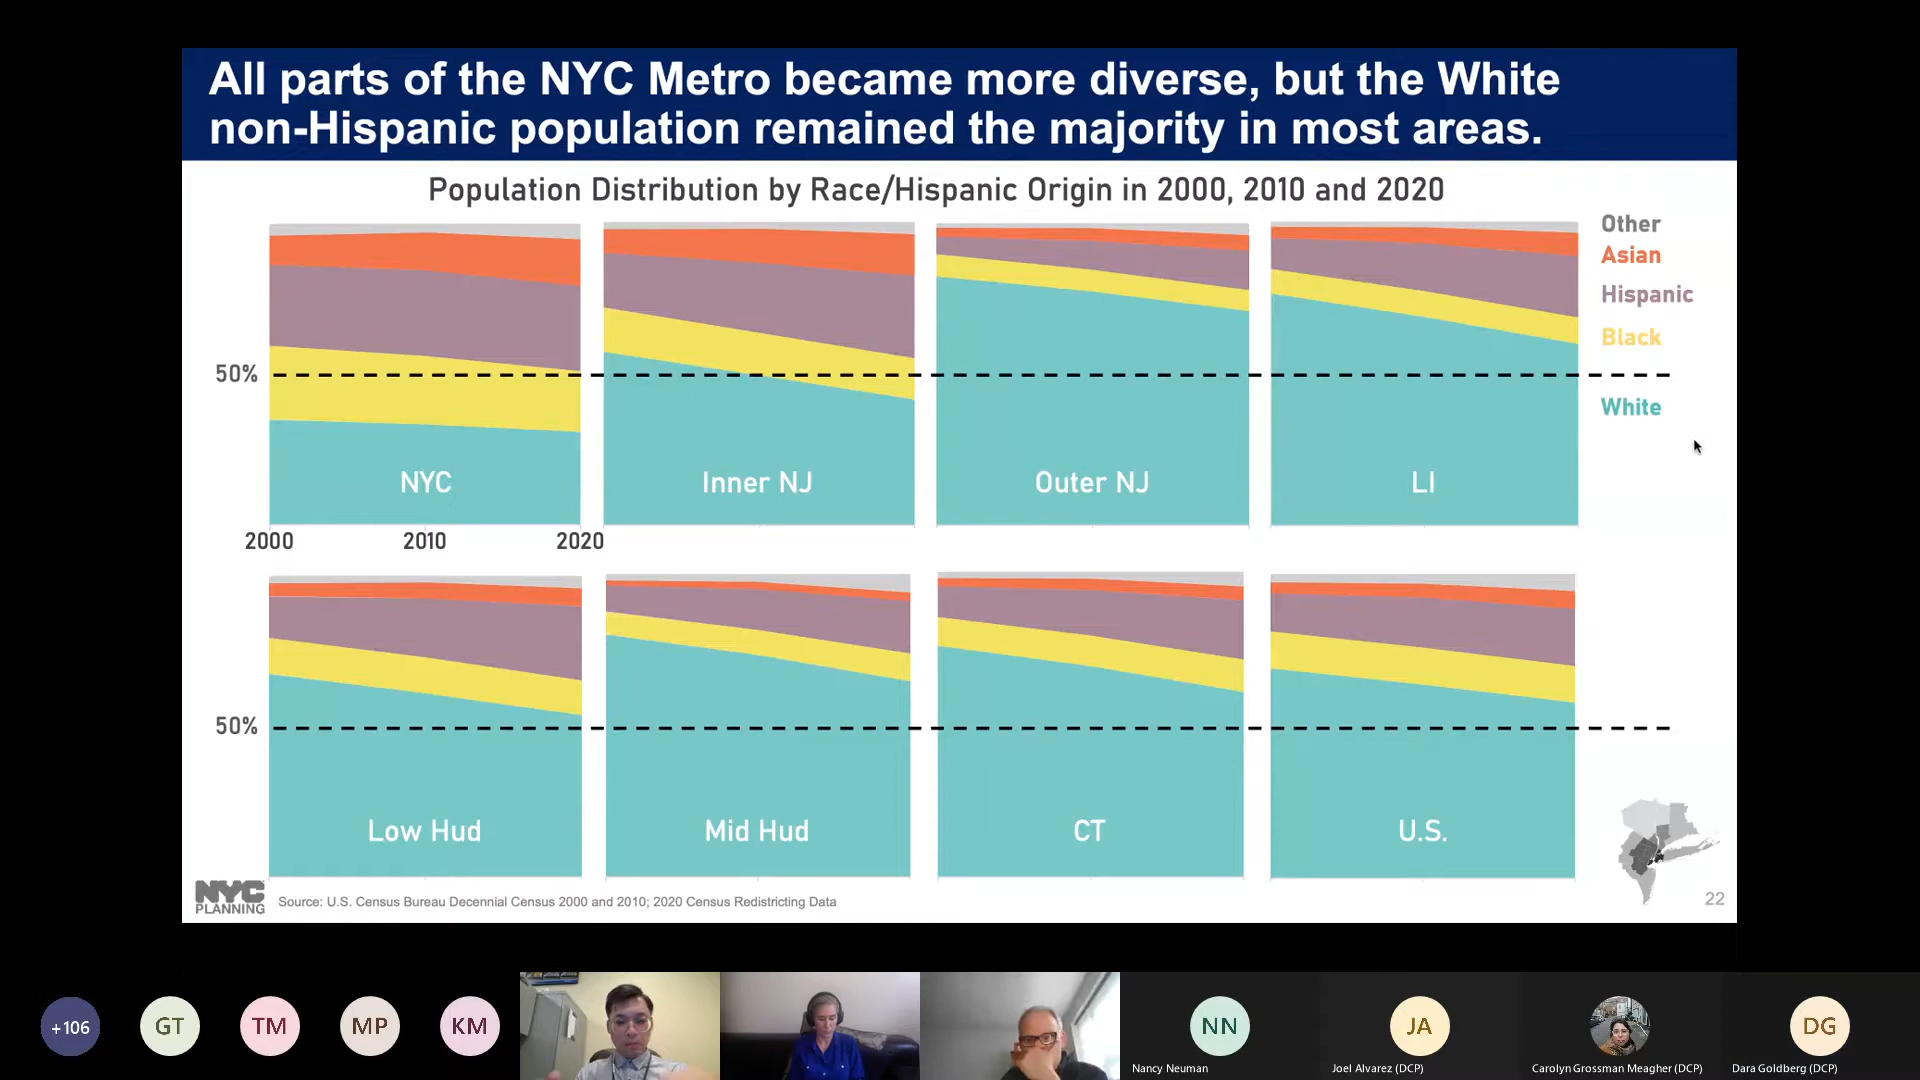 All parts of the NYC Metro became more diverse, but the White
non-Hispanic population remained the majority in most areas.
Population Distribution by Race/Hispanic Origin in 2000, 2010 and 2020
Other
Asian
Hispanic
Black
50%
White
NYC
Inner NJ
Outer NJ
LI
2000
2010
2020
50%
Low Hud
Mid Hud
CT
U.S.
NYC
PLANNING
Source: U.S. Census Bureau Decennial Census 2000 and 2010; 2020 Census Redistricting Data
22
+106
GT
TM
MP
KM
NN
JA
DG
Nancy Neuman
Joel Alvarez (DCP)
Carolyn Grossman Meagher (DCP)
Dara Goldberg (DCP)